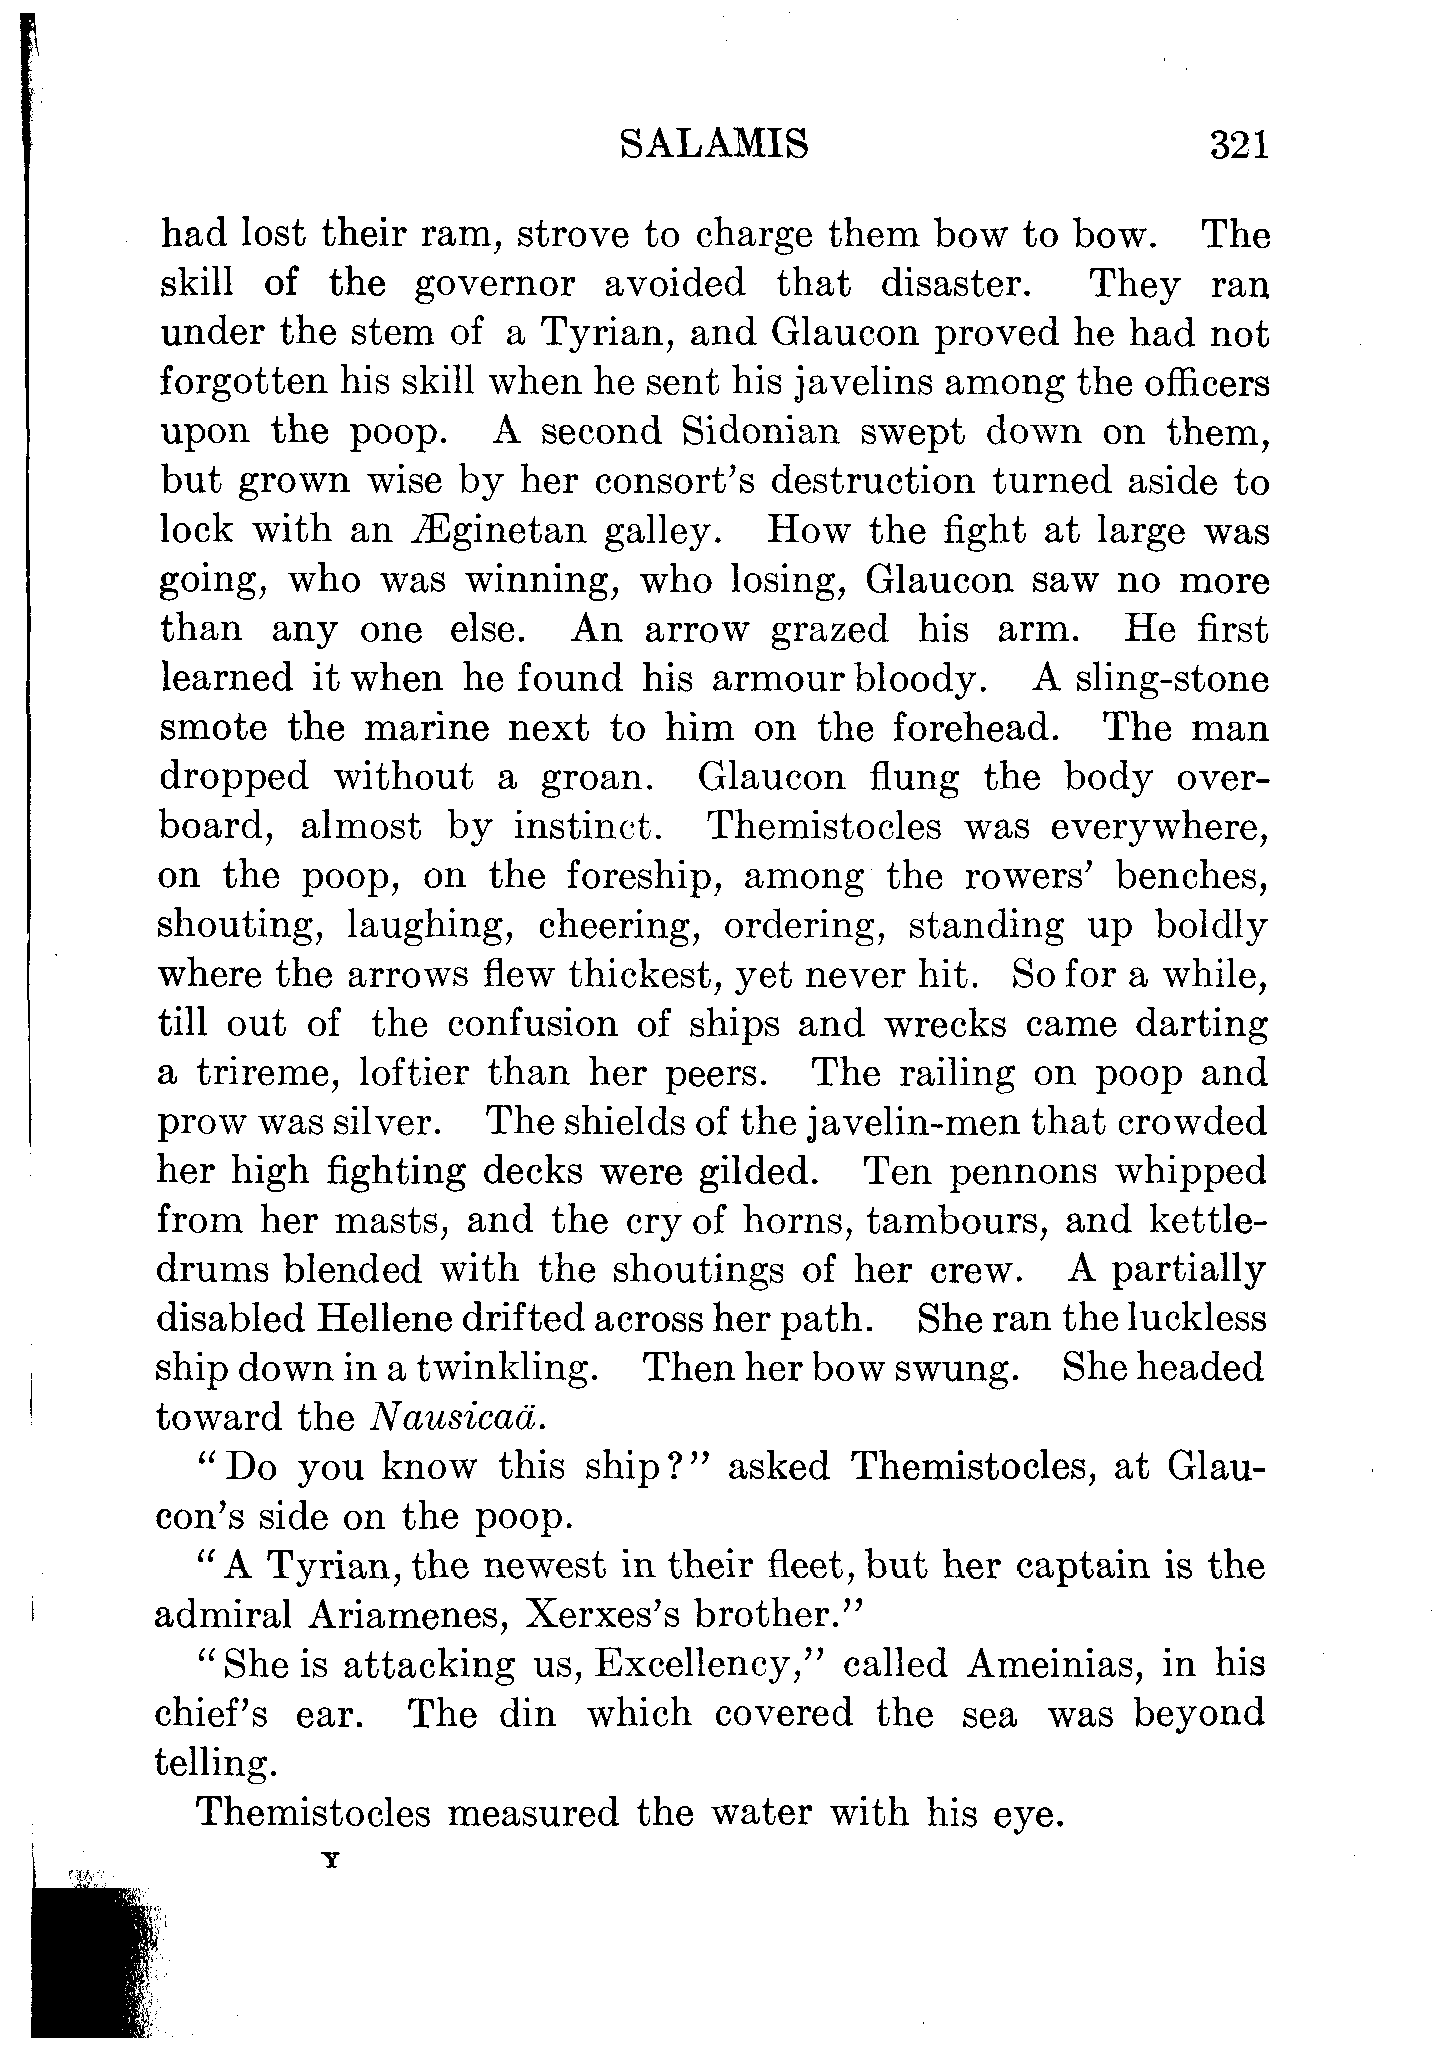 SALAMIS 321
had lost their ram, strove to charge them bow to bow. The
skill of the governor avoided that disaster. They ran
under the stem of a Tyrian, and Glaucon proved he had not
forgotten his skill when he sent his javelins among the officers
upon the poop. A second Sidonian swept down on them,
but grown wise by her consort's destruction turned aside to
lock with an Æginetan galley. How the fight at large was
going, who was winning, who losing, Glaucon saw no more
than any one else. An arrow grazed his arm. He first
learned it when he found his armour bloody. A sling-stone
smote the marine next to him on the forehead. The man
dropped without a groan. Glaucon flung the body over-
board, almost by instinct. Themistocles was everywhere,
on the poop, on the foreship, among the rowers' benches,
shouting, laughing, cheering, ordering, standing up boldly
where the arrows flew thickest, yet never hit. So for a while,
till out of the confusion of ships and wrecks came darting
a trireme, loftier than her peers. The railing on poop and
prow was silver. The shields of the javelin-men that crowded
her high fighting decks were gilded. Ten pennons whipped
from her masts, and the cry of horns, tambours, and kettle-
drums blended with the shoutings of her crew. A partially
disabled Hellene drifted across her path. She ran the luckless
ship down in a twinkling. Then her bow swung. She headed
toward the Nausicaä.
"Do you know this ship?" asked Themistocles, at Glau-
con's side on the poop.
"A Tyrian, the newest in their fleet, but her captain is the
admiral Ariamenes, Xerxes's brother."
"She is attacking us, Excellency," called Ameinias, in his
chief's ear. The din which covered the sea was beyond
telling.
Themistocles measured the water with his eye.
Y